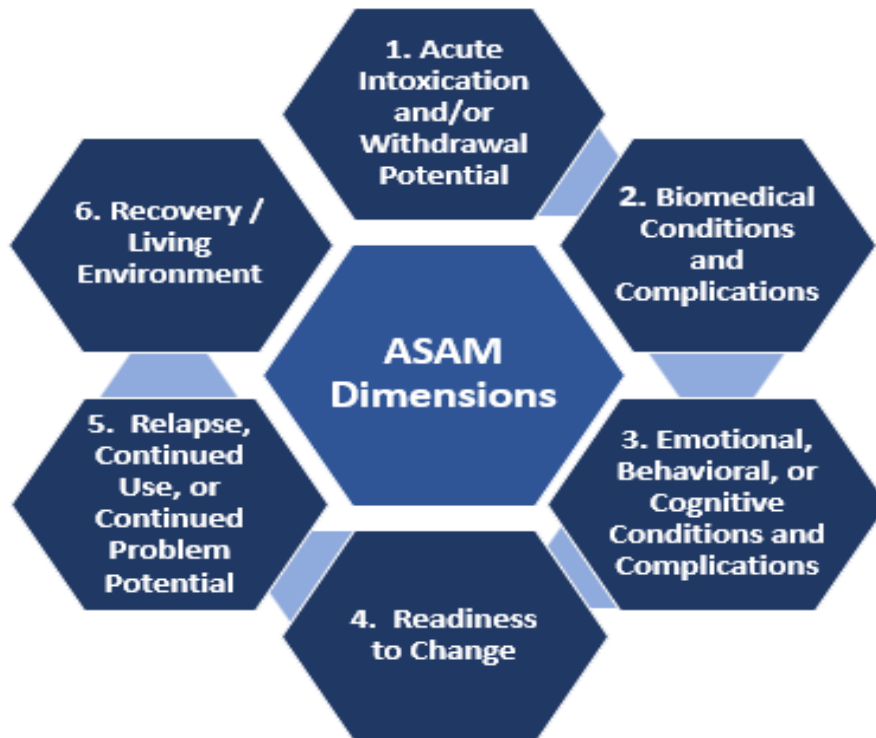 1. Acute
Intoxication
and/or
Withdrawal
Potential
2. Biomedical
Conditions
and
Complications
3. Emotional,
Behavioral, or
Cognitive
Conditions and
Complications
4. Readiness
to Change
5. Relapse,
Continued
Use, or
Continued
Problem
Potential
6. Recovery /
Living
Environment
ASAM
Dimensions